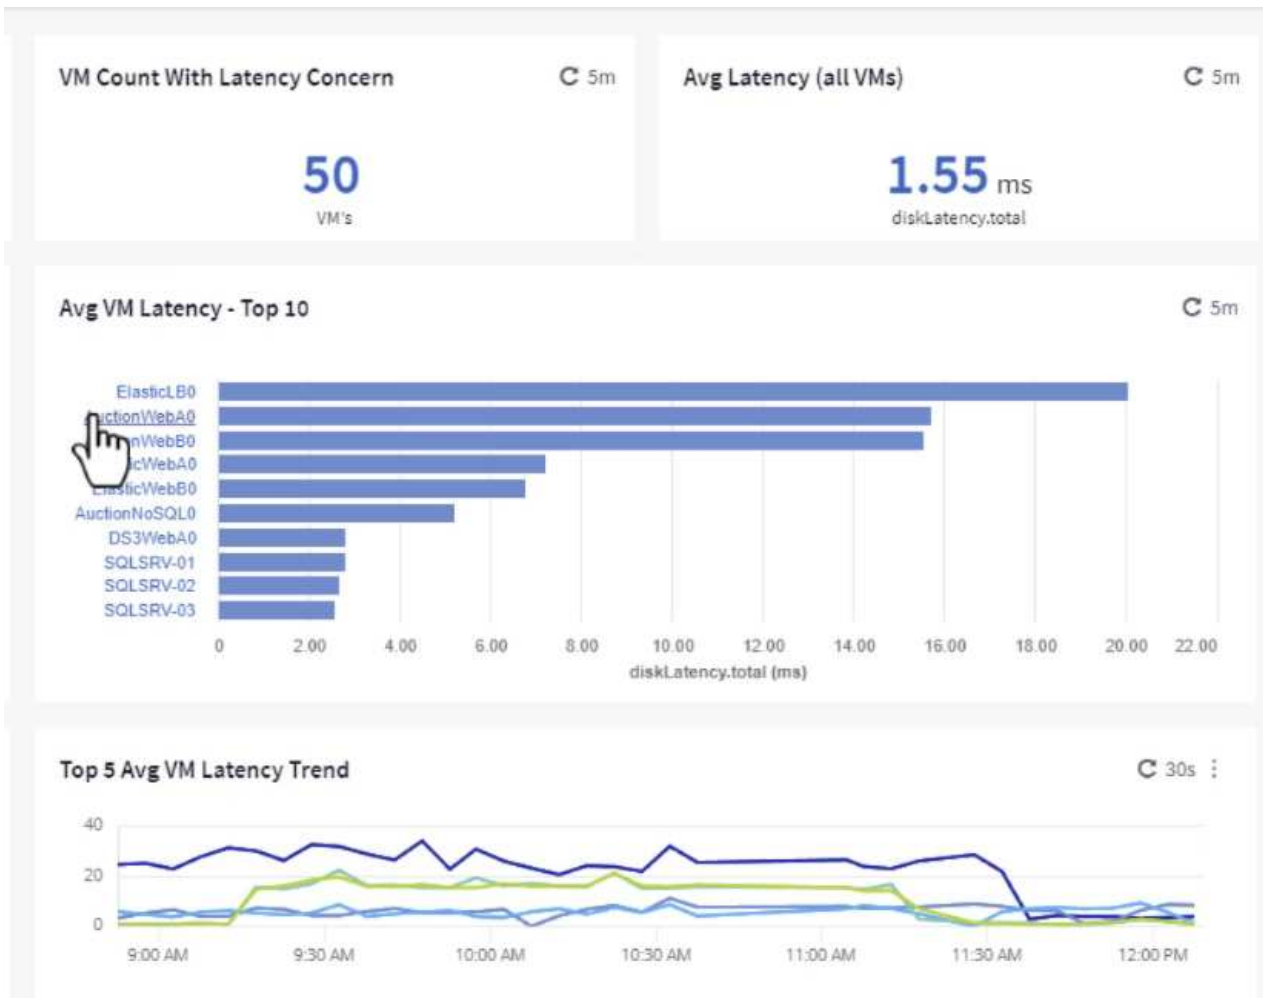 VM Count With Latency Concern
5m
50
VM's
Avg Latency (all VMs)
5m
1.55 ms
diskLatency.total
Avg VM Latency - Top 10
5m
ElasticLB0
uctionWebA0
nWebB0
icWebA0
ElasticWebB0
AuctionNoSQL0
DS3WebA0
SQLSRV-01
SQLSRV-02
SQLSRV-03
0 2.00 4.00 6.00 8.00 10.00 12.00 14.00 16.00 18.00 20.00 22.00
diskLatency.total (ms)
Top 5 Avg VM Latency Trend
30s
40
20
0
9:00 AM 9:30 AM 10:00 AM 10:30 AM 11:00 AM 11:30 AM 12:00 PM